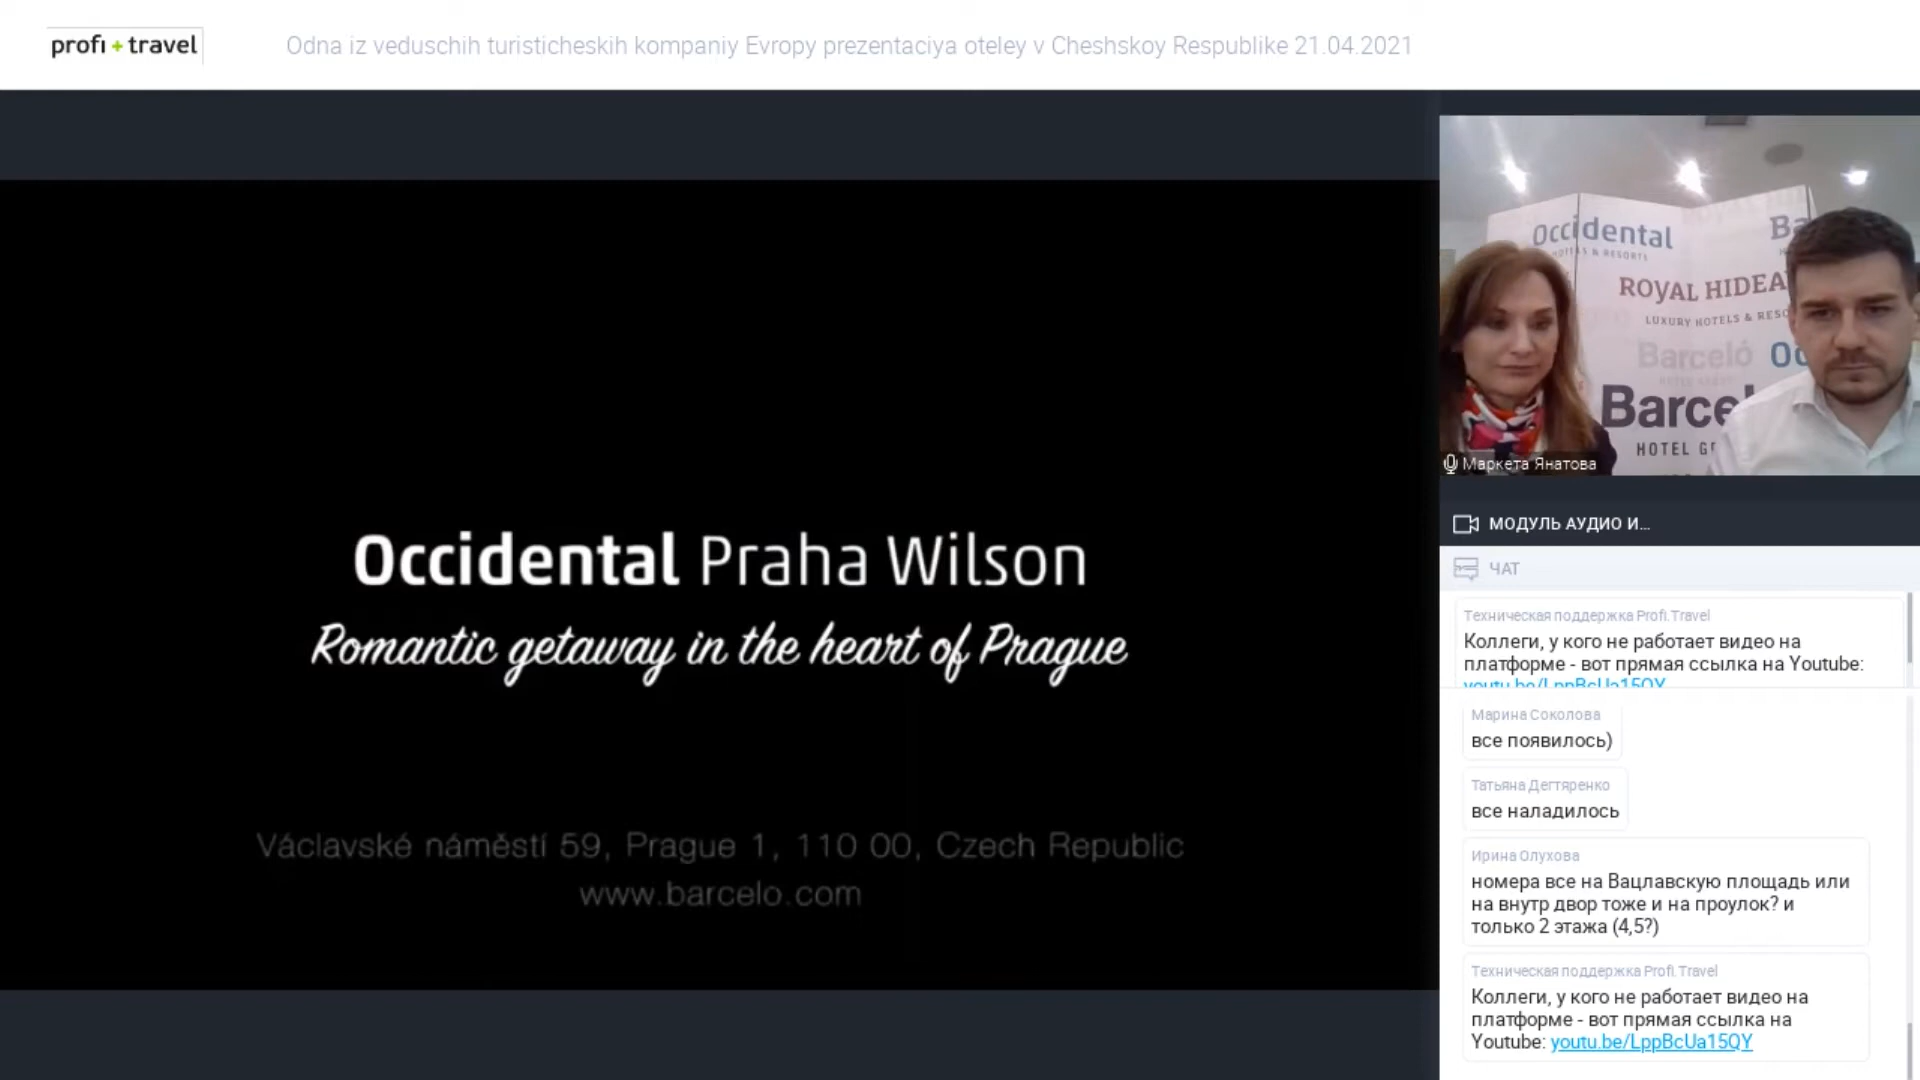 profi + travel
Odna iz veduschih turisticheskih kompaniy Evropy prezentaciya oteley v Cheshskoy Respublike 21.04.2021
Occidental Praha Wilson
Romantic getaway in the heart of Prague
Václavské náměstí 59, Prague 1, 110 00, Czech Republic
www.barcelo.com
Occidental
HOTELS & RESORTS
ROYAL HIDEA
LUXURY HOTELS & RESO
Barceló
Barce
HOTEL G
Маркета Янатова
МОДУЛЬ АУДИО И...
ЧАТ
Техническая поддержка Profi.Travel
Коллеги, у кого не работает видео на
платформе - вот прямая ссылка на Youtube:
youtu.be/LppBcUa15QY
Марина Соколова
все появилось)
Татьяна Дегтяренко
все наладилось
Ирина Олухова
номера все на Вацлавскую площадь или
на внутр двор тоже и на проулок? и
только 2 этажа (4,5?)
Техническая поддержка Profi.Travel
Коллеги, у кого не работает видео на
платформе - вот прямая ссылка на
Youtube: youtu.be/LppBcUa15QY